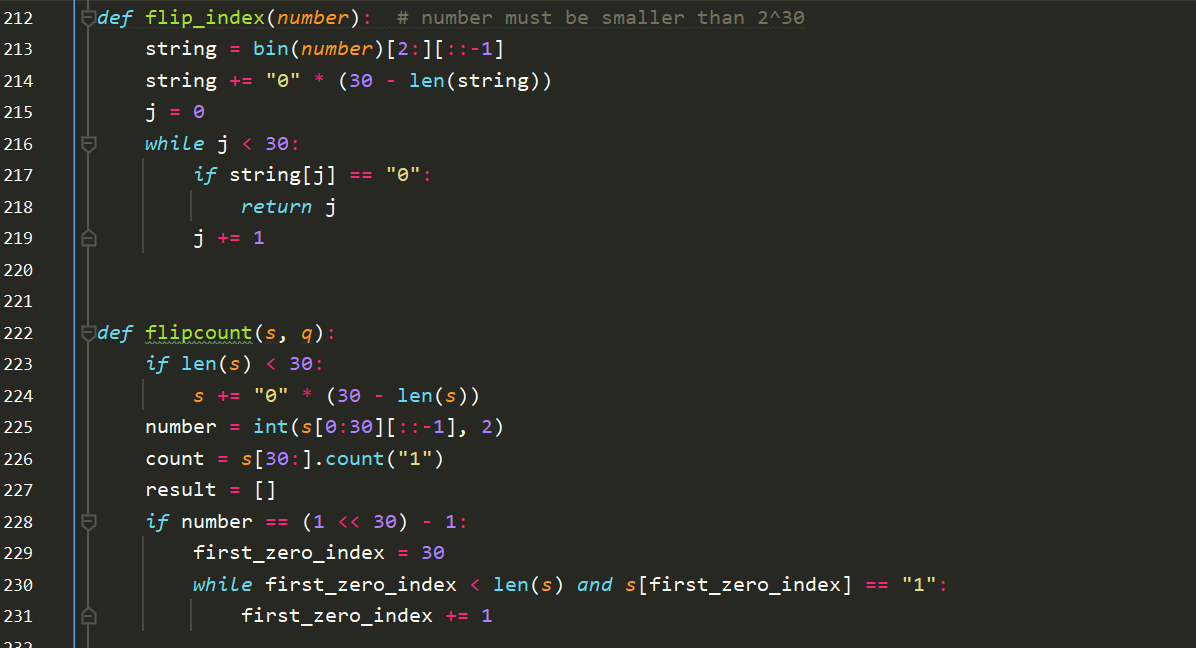 212 def flip_index(number):  # number must be smaller than 2^30
213     string = bin(number)[2:][::-1]
214     string += "0" * (30 - len(string))
215     j = 0
216     while j < 30:
217         if string[j] == "0":
218             return j
219         j += 1
220
221
222 def flipcount(s, q):
223     if len(s) < 30:
224         s += "0" * (30 - len(s))
225     number = int(s[0:30][::-1], 2)
226     count = s[30:].count("1")
227     result = []
228     if number == (1 << 30) - 1:
229         first_zero_index = 30
230         while first_zero_index < len(s) and s[first_zero_index] == "1":
231             first_zero_index += 1
232